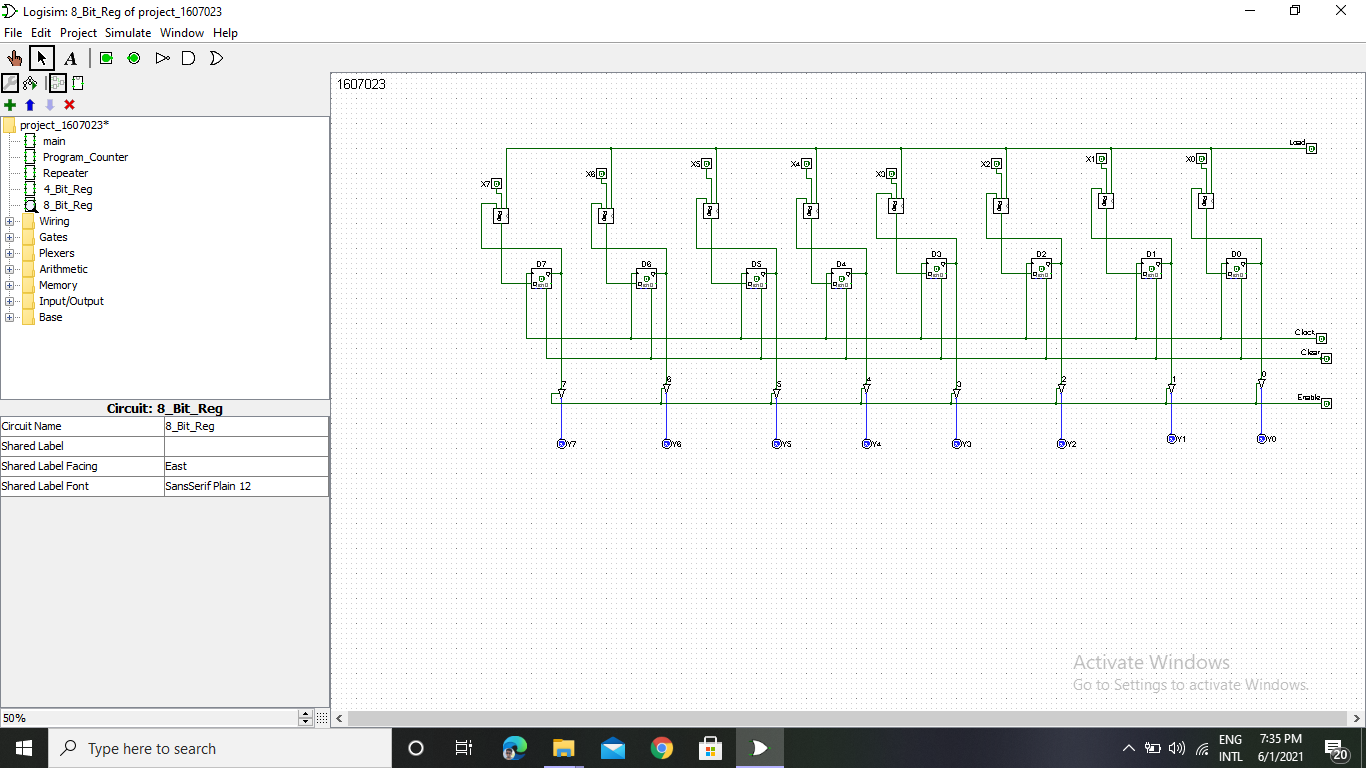 Logisim: 8_Bit_Reg of project_1607023
File Edit Project Simulate Window Help
A
project_1607023*
main
Program_Counter
Repeater
4_Bit_Reg
8_Bit_Reg
Wiring
Gates
Plexers
Arithmetic
Memory
Input/Output
Base
Circuit: 8_Bit_Reg
Circuit Name 8_Bit_Reg
Shared Label
Shared Label Facing East
Shared Label Font SansSerif Plain 12
50%
1607023
Load
X7 X6 X5 X4 X3 X2 X1 X0
D7 D6 D5 D4 D3 D2 D1 D0
Clock
Clear
7 6 5 4 3 2 1 0
Enable
Y7 Y6 Y5 Y4 Y3 Y2 Y1 Y0
Activate Windows
Go to Settings to activate Windows.
Type here to search
ENG
INTL
7:35 PM
6/1/2021
20